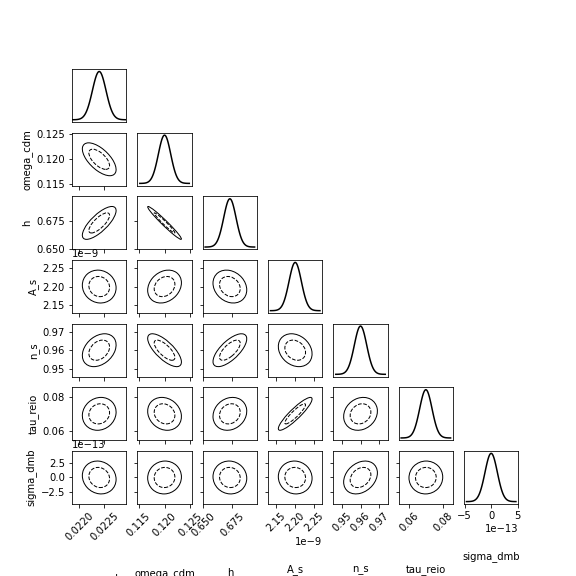 0.125
0.120
0.115
omega_cdm
0.675
0.650
h
1e-9
2.25
2.20
2.15
A_s
0.97
0.96
0.95
n_s
0.08
0.06
tau_reio
1e-13
2.5
0.0
−2.5
sigma_dmb
0.0220 0.0225
0.115 0.120 0.125
0.650 0.675
2.15 2.20 2.25
0.95 0.96 0.97
0.06 0.08
−5 0 5
1e-9
1e-13
sigma_dmb
omega_cdm h A_s n_s tau_reio